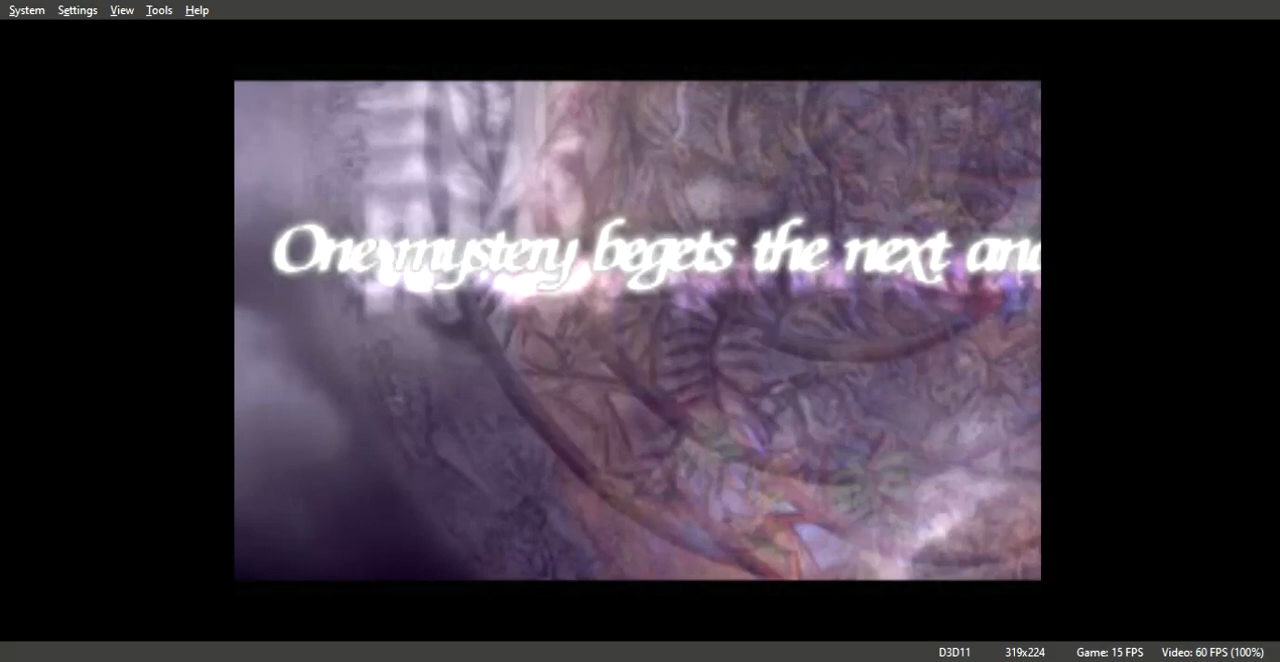 System Settings View Tools Help
One mystery begets the next and
D3D11 319x224 Game: 15 FPS Video: 60 FPS (100%)